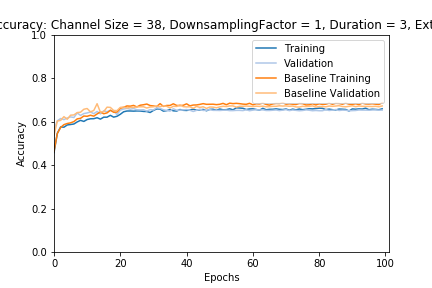 ccuracy: Channel Size = 38, DownsamplingFactor = 1, Duration = 3, Ext
1.0
0.8
0.6
0.4
0.2
0.0
Accuracy
Training
Validation
Baseline Training
Baseline Validation
0 20 40 60 80 100
Epochs